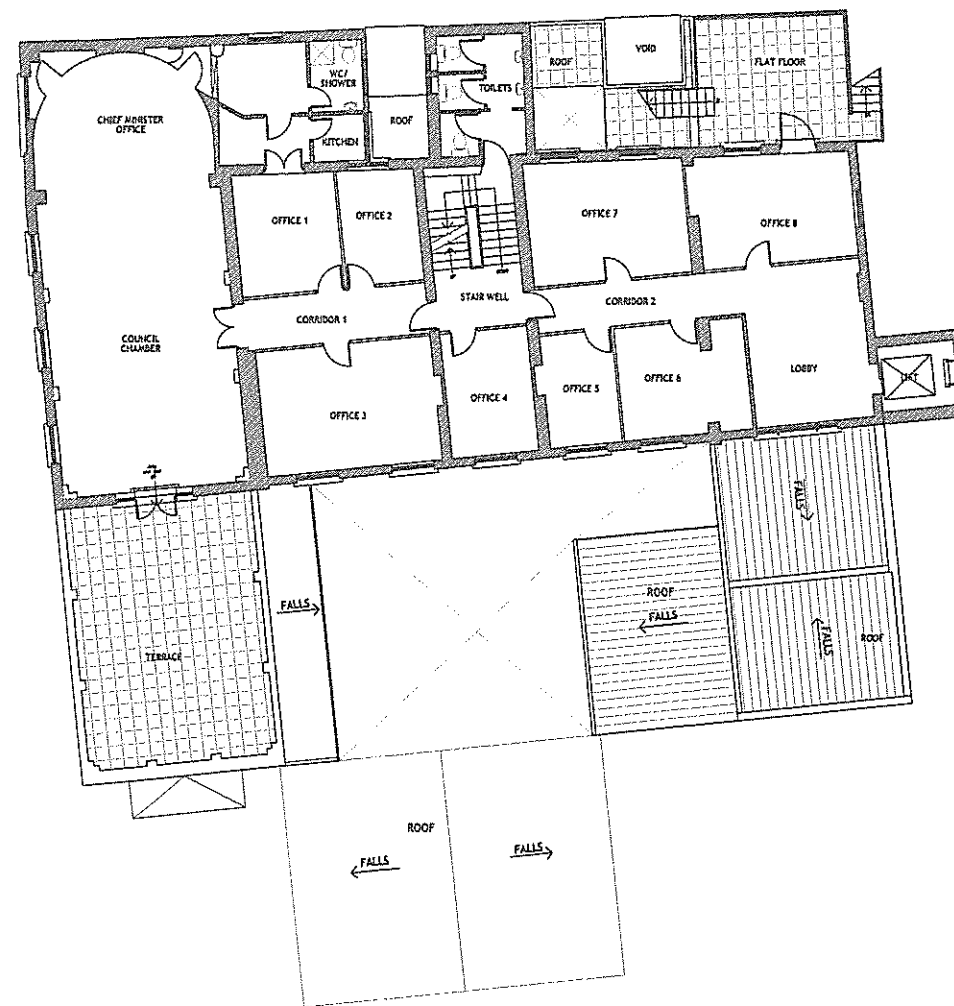 ROOF
VOID
FLAT FLOOR
WC/
SHOWER
TOILETS
CHIEF MINISTER
OFFICE
ROOF
KITCHEN
OFFICE 1
OFFICE 2
OFFICE 7
OFFICE 8
STAIR WELL
CORRIDOR 1
CORRIDOR 2
COUNCIL
CHAMBER
OFFICE 3
OFFICE 4
OFFICE 5
OFFICE 6
LOBBY
LIFT
FALLS
FALLS
ROOF
FALLS
FALLS
ROOF
TERRACE
ROOF
FALLS
FALLS